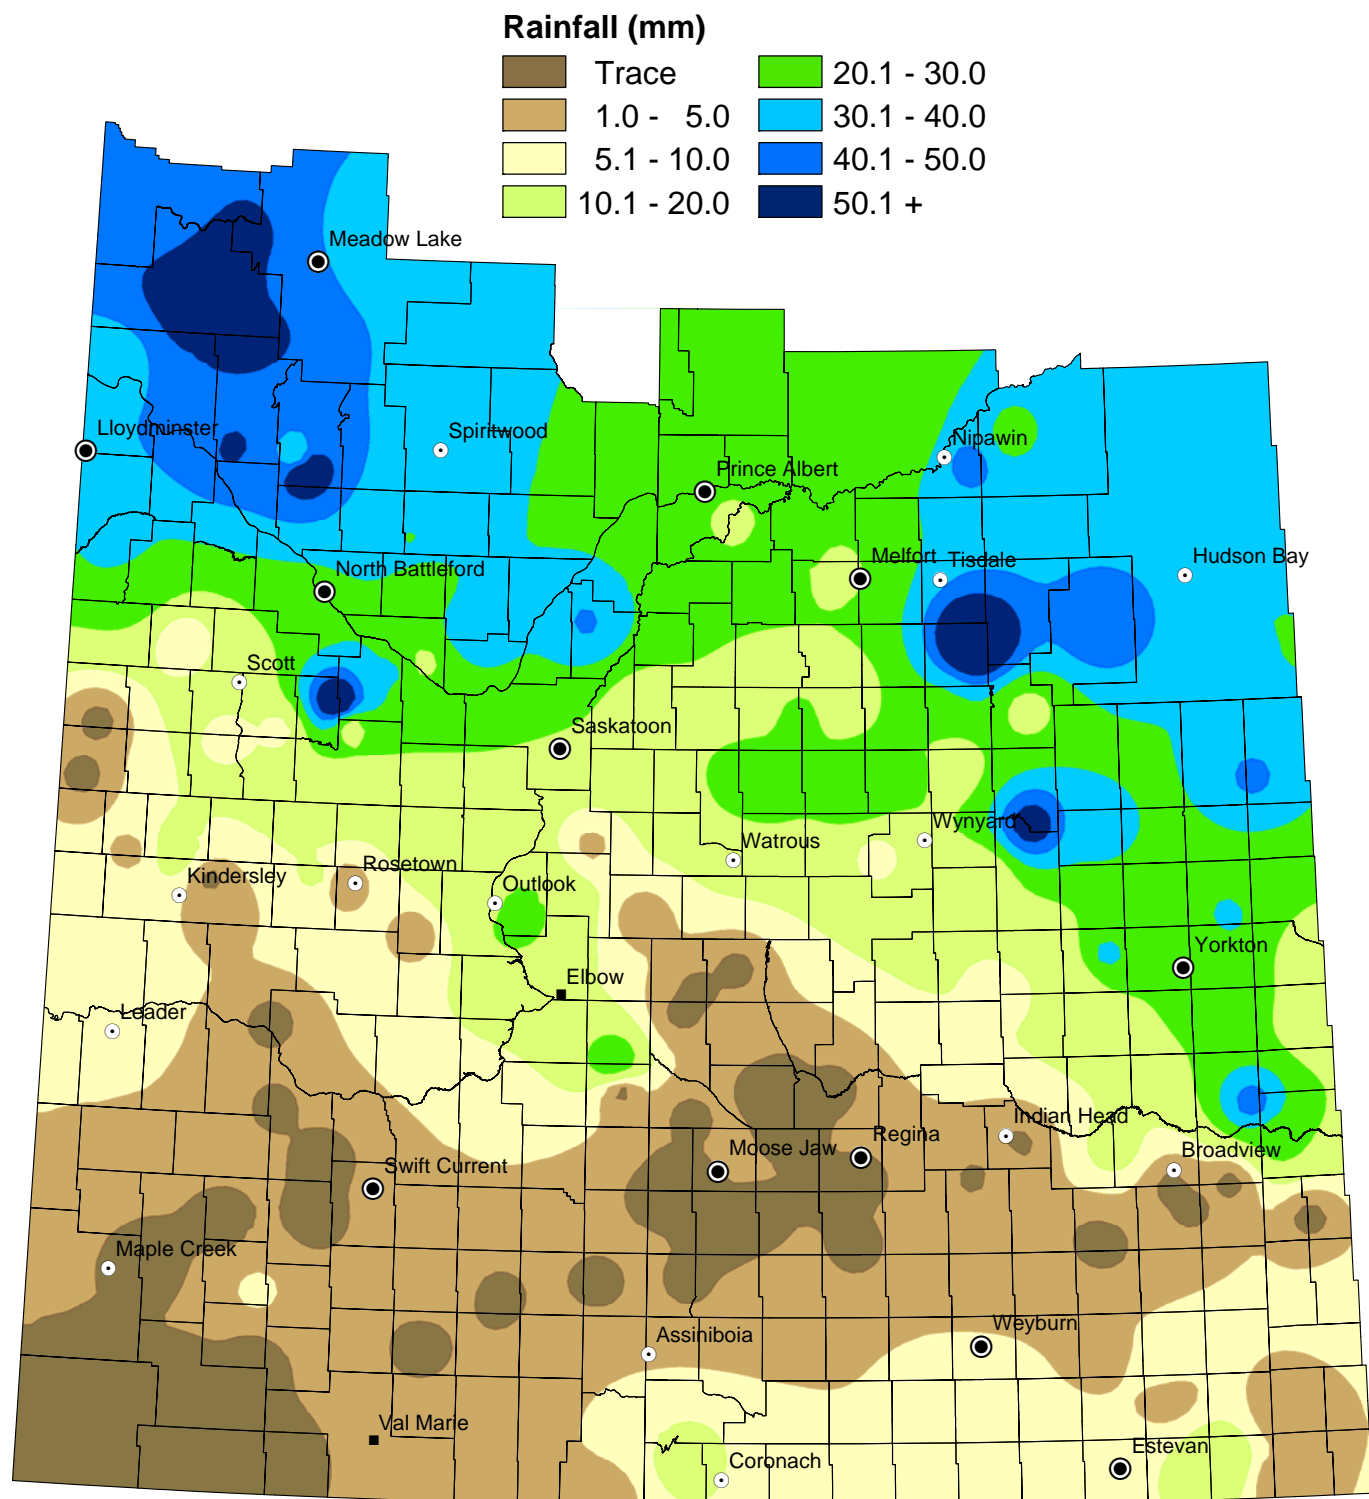 Rainfall (mm)
Trace
20.1 - 30.0
1.0 - 5.0
30.1 - 40.0
5.1 - 10.0
40.1 - 50.0
10.1 - 20.0
50.1 +
Meadow Lake
Lloydminster
Spiritwood
Nipawin
Prince Albert
Melfort
Tisdale
Hudson Bay
North Battleford
Scott
Saskatoon
Wynyard
Watrous
Rosetown
Kindersley
Outlook
Yorkton
Elbow
Leader
Indian Head
Regina
Moose Jaw
Broadview
Swift Current
Maple Creek
Weyburn
Assiniboia
Val Marie
Estevan
Coronach